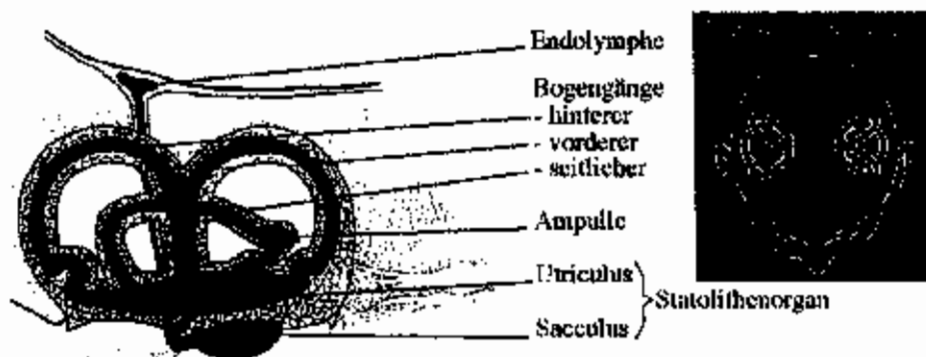 Endolymphe
Bogengänge
- hinterer
- vorderer
- seitlicher
Ampulle
Utriculus
Statolithenorgan
Sacculus